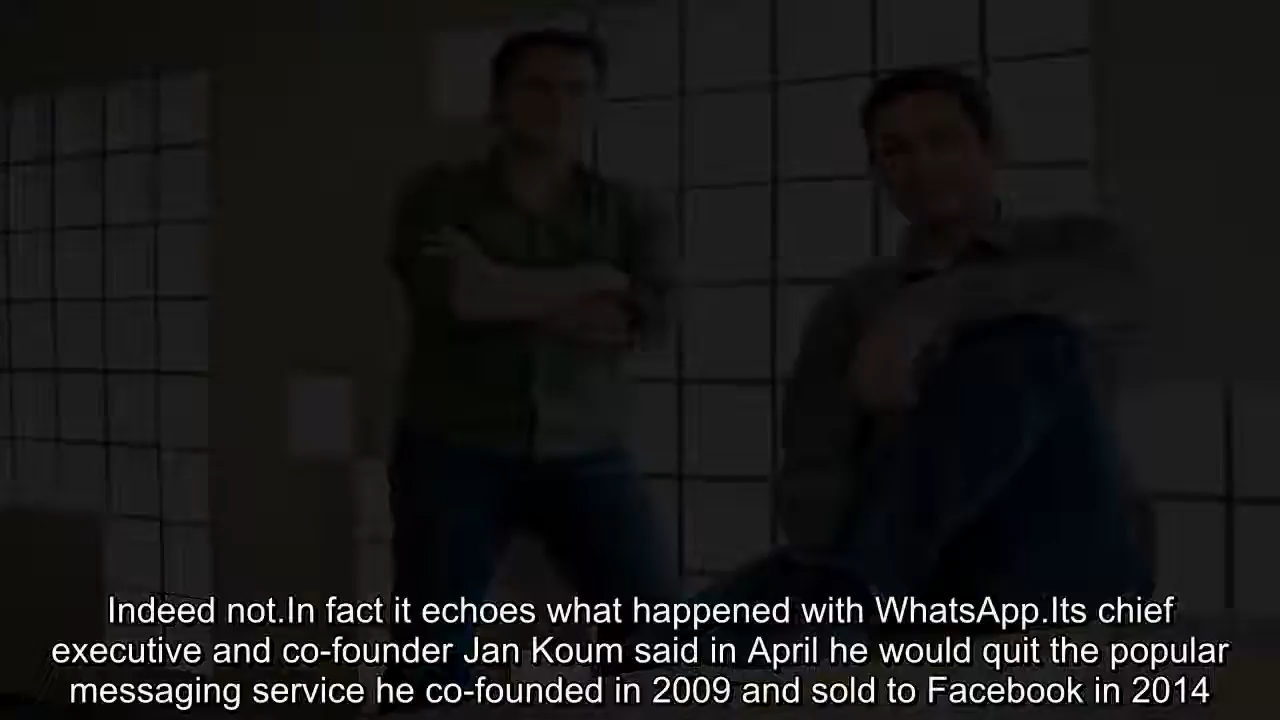 Indeed not.In fact it echoes what happened with WhatsApp.Its chief
executive and co-founder Jan Koum said in April he would quit the popular
messaging service he co-founded in 2009 and sold to Facebook in 2014